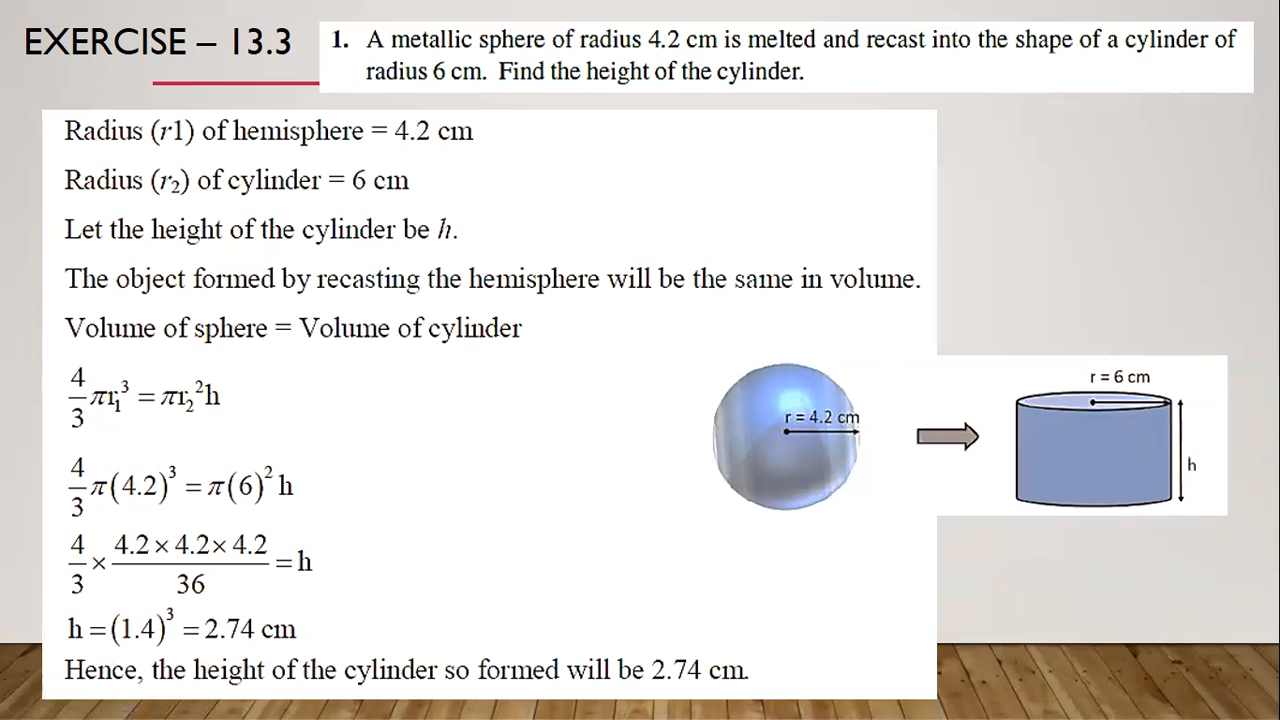 EXERCISE – 13.3
1. A metallic sphere of radius 4.2 cm is melted and recast into the shape of a cylinder of
radius 6 cm. Find the height of the cylinder.
Radius (r1) of hemisphere = 4.2 cm
Radius (r₂) of cylinder = 6 cm
Let the height of the cylinder be h.
The object formed by recasting the hemisphere will be the same in volume.
Volume of sphere = Volume of cylinder
4/3 πr₁³ = πr₂²h
4/3 π(4.2)³ = π(6)² h
4/3 × (4.2 × 4.2 × 4.2)/36 = h
h = (1.4)³ = 2.74 cm
Hence, the height of the cylinder so formed will be 2.74 cm.
r = 4.2 cm
r = 6 cm
h